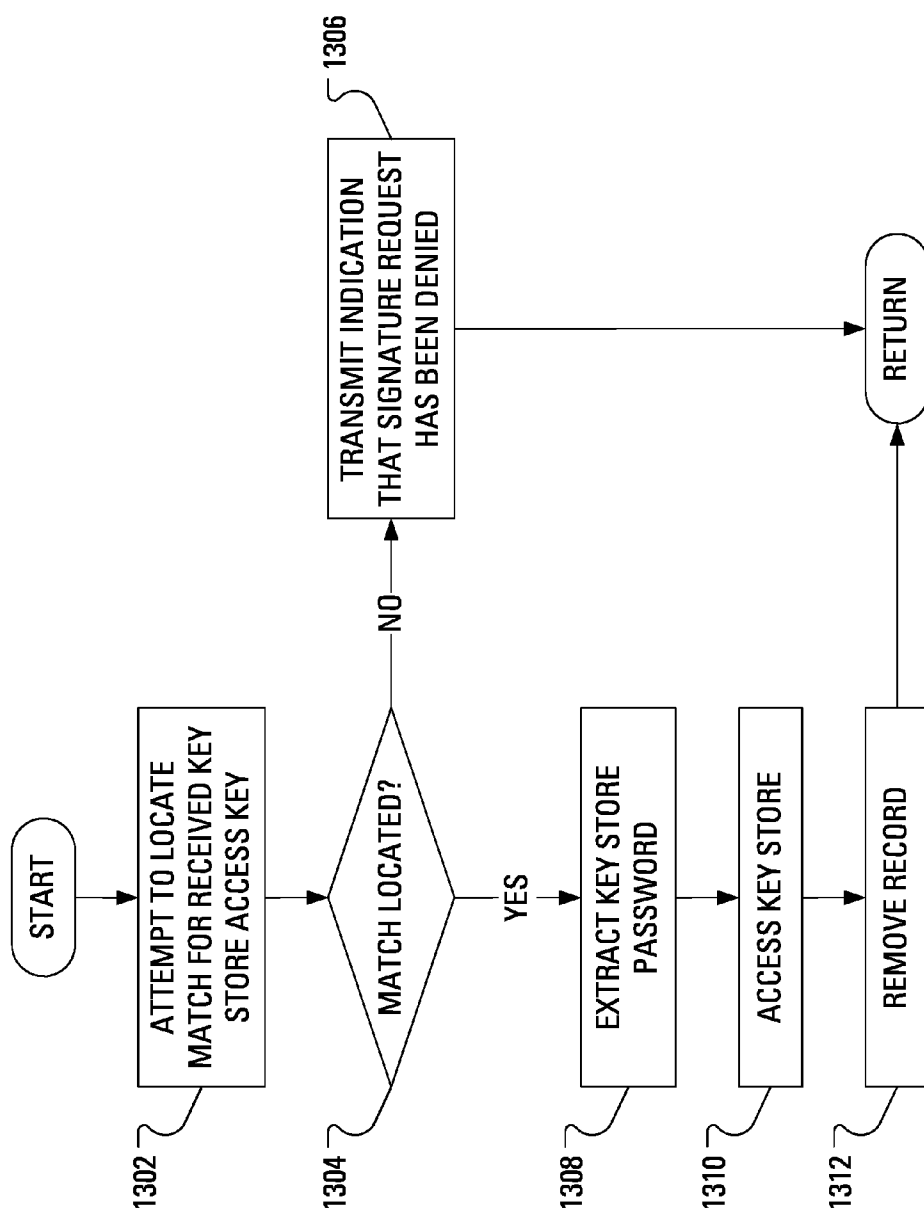 START
1302
ATTEMPT TO LOCATE
MATCH FOR RECEIVED KEY
STORE ACCESS KEY
1304
MATCH LOCATED?
NO
1306
TRANSMIT INDICATION
THAT SIGNATURE REQUEST
HAS BEEN DENIED
YES
1308
EXTRACT KEY STORE
PASSWORD
1310
ACCESS KEY STORE
1312
REMOVE RECORD
RETURN